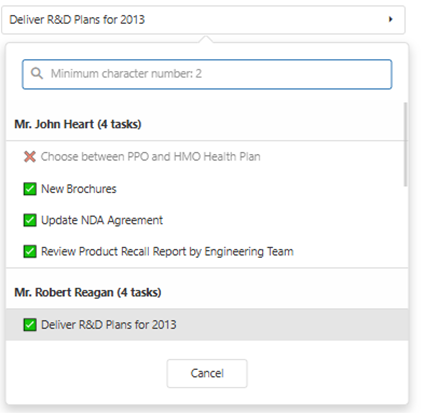 Deliver R&D Plans for 2013
Minimum character number: 2
Mr. John Heart (4 tasks)
Choose between PPO and HMO Health Plan
New Brochures
Update NDA Agreement
Review Product Recall Report by Engineering Team
Mr. Robert Reagan (4 tasks)
Deliver R&D Plans for 2013
Cancel